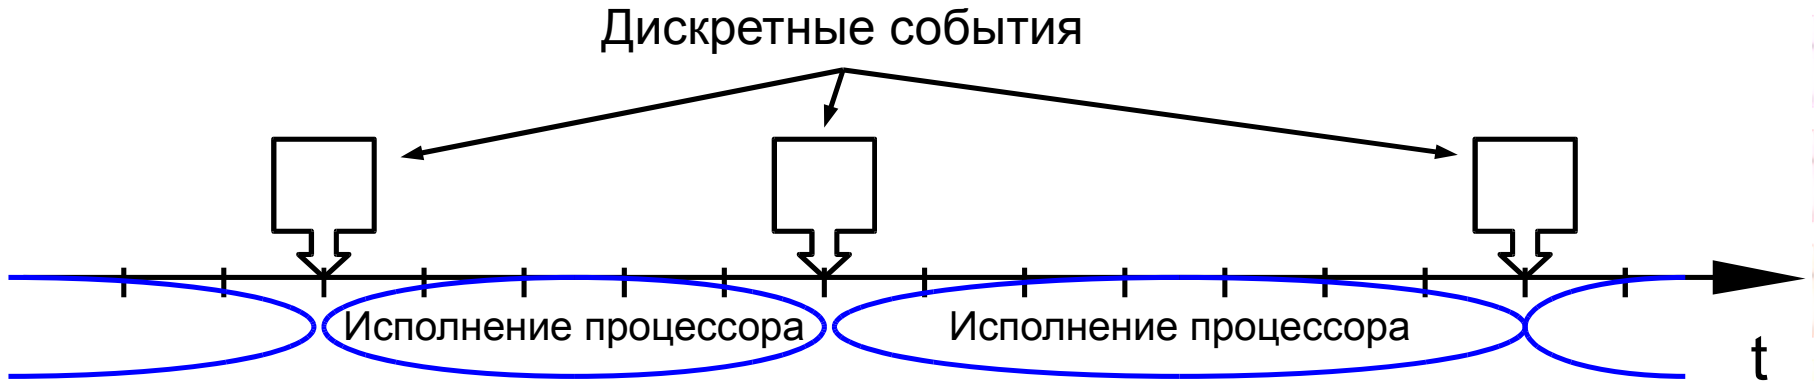 Дискретные события
Исполнение процессора
Исполнение процессора
t